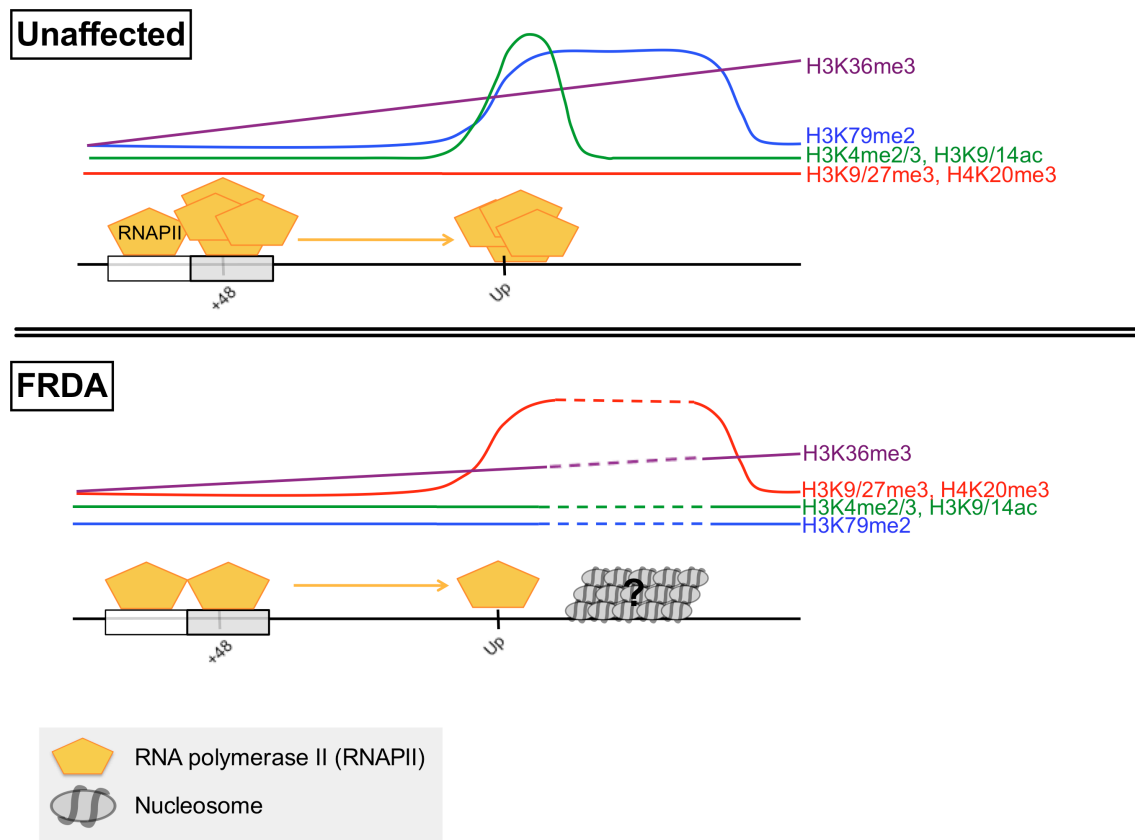 Unaffected
H3K36me3
H3K79me2
H3K4me2/3, H3K9/14ac
H3K9/27me3, H4K20me3
RNAPII
+48
Up
FRDA
H3K36me3
H3K9/27me3, H4K20me3
H3K4me2/3, H3K9/14ac
H3K79me2
?
+48
Up
RNA polymerase II (RNAPII)
Nucleosome